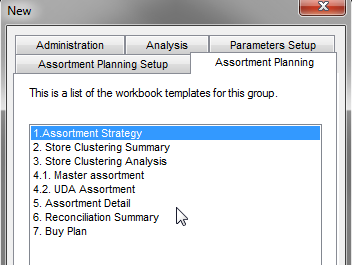 New
Administration Analysis Parameters Setup
Assortment Planning Setup Assortment Planning
This is a list of the workbook templates for this group.
1.Assortment Strategy
2. Store Clustering Summary
3. Store Clustering Analysis
4.1. Master assortment
4.2. UDA Assortment
5. Assortment Detail
6. Reconciliation Summary
7. Buy Plan